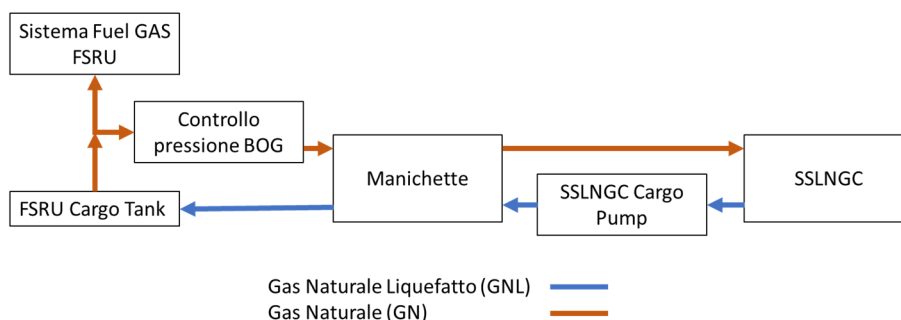 Sistema Fuel GAS
FSRU
Controllo
pressione BOG
Manichette
SSLNGC
FSRU Cargo Tank
SSLNGC Cargo
Pump
Gas Naturale Liquefatto (GNL)
Gas Naturale (GN)